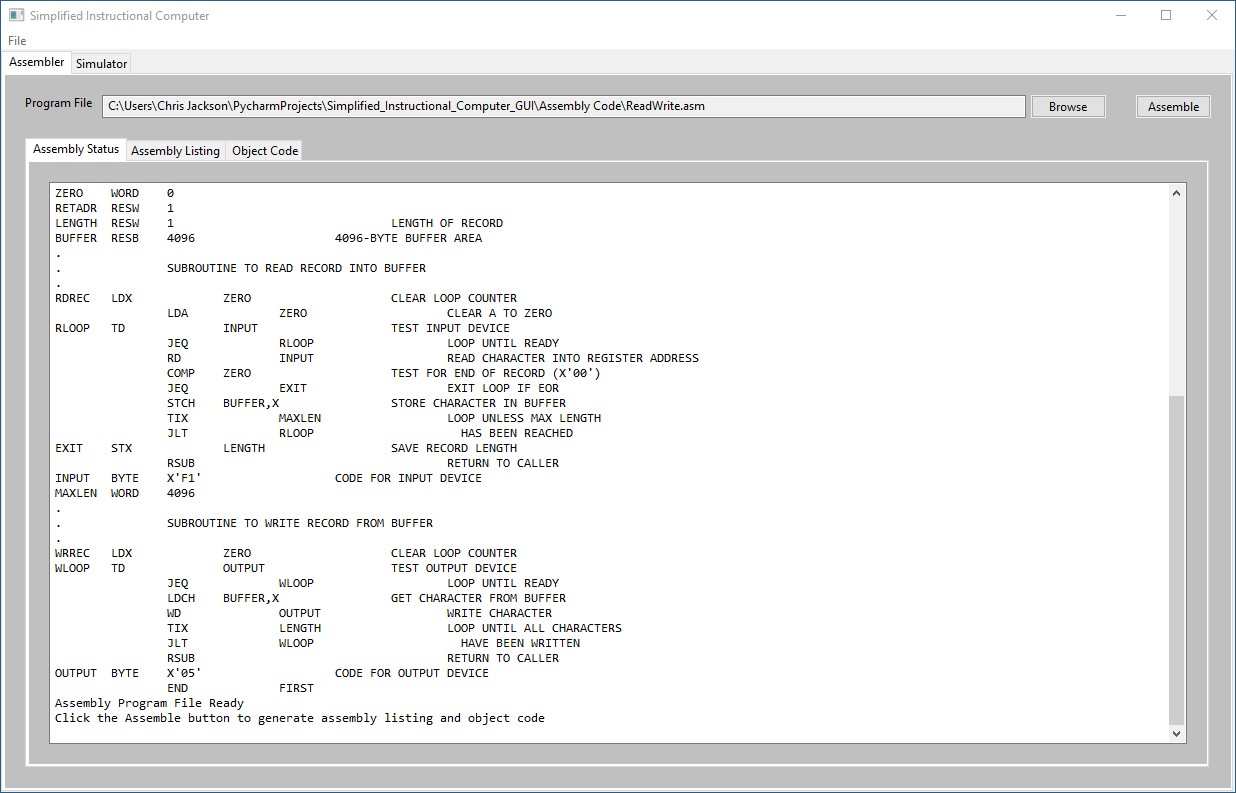 Simplified Instructional Computer
File
Assembler Simulator
Program File C:\Users\Chris Jackson\PycharmProjects\Simplified_Instructional_Computer_GUI\Assembly Code\ReadWrite.asm Browse Assemble
Assembly Status Assembly Listing Object Code
ZERO WORD 0
RETADR RESW 1
LENGTH RESW 1 LENGTH OF RECORD
BUFFER RESB 4096 4096-BYTE BUFFER AREA
.
. SUBROUTINE TO READ RECORD INTO BUFFER
.
RDREC LDX ZERO CLEAR LOOP COUNTER
LDA ZERO CLEAR A TO ZERO
RLOOP TD INPUT TEST INPUT DEVICE
JEQ RLOOP LOOP UNTIL READY
RD INPUT READ CHARACTER INTO REGISTER ADDRESS
COMP ZERO TEST FOR END OF RECORD (X'00')
JEQ EXIT EXIT LOOP IF EOR
STCH BUFFER,X STORE CHARACTER IN BUFFER
TIX MAXLEN LOOP UNLESS MAX LENGTH
JLT RLOOP HAS BEEN REACHED
EXIT STX LENGTH SAVE RECORD LENGTH
RSUB RETURN TO CALLER
INPUT BYTE X'F1' CODE FOR INPUT DEVICE
MAXLEN WORD 4096
.
. SUBROUTINE TO WRITE RECORD FROM BUFFER
.
WRREC LDX ZERO CLEAR LOOP COUNTER
WLOOP TD OUTPUT TEST OUTPUT DEVICE
JEQ WLOOP LOOP UNTIL READY
LDCH BUFFER,X GET CHARACTER FROM BUFFER
WD OUTPUT WRITE CHARACTER
TIX LENGTH LOOP UNTIL ALL CHARACTERS
JLT WLOOP HAVE BEEN WRITTEN
RSUB RETURN TO CALLER
OUTPUT BYTE X'05' CODE FOR OUTPUT DEVICE
END FIRST
Assembly Program File Ready
Click the Assemble button to generate assembly listing and object code